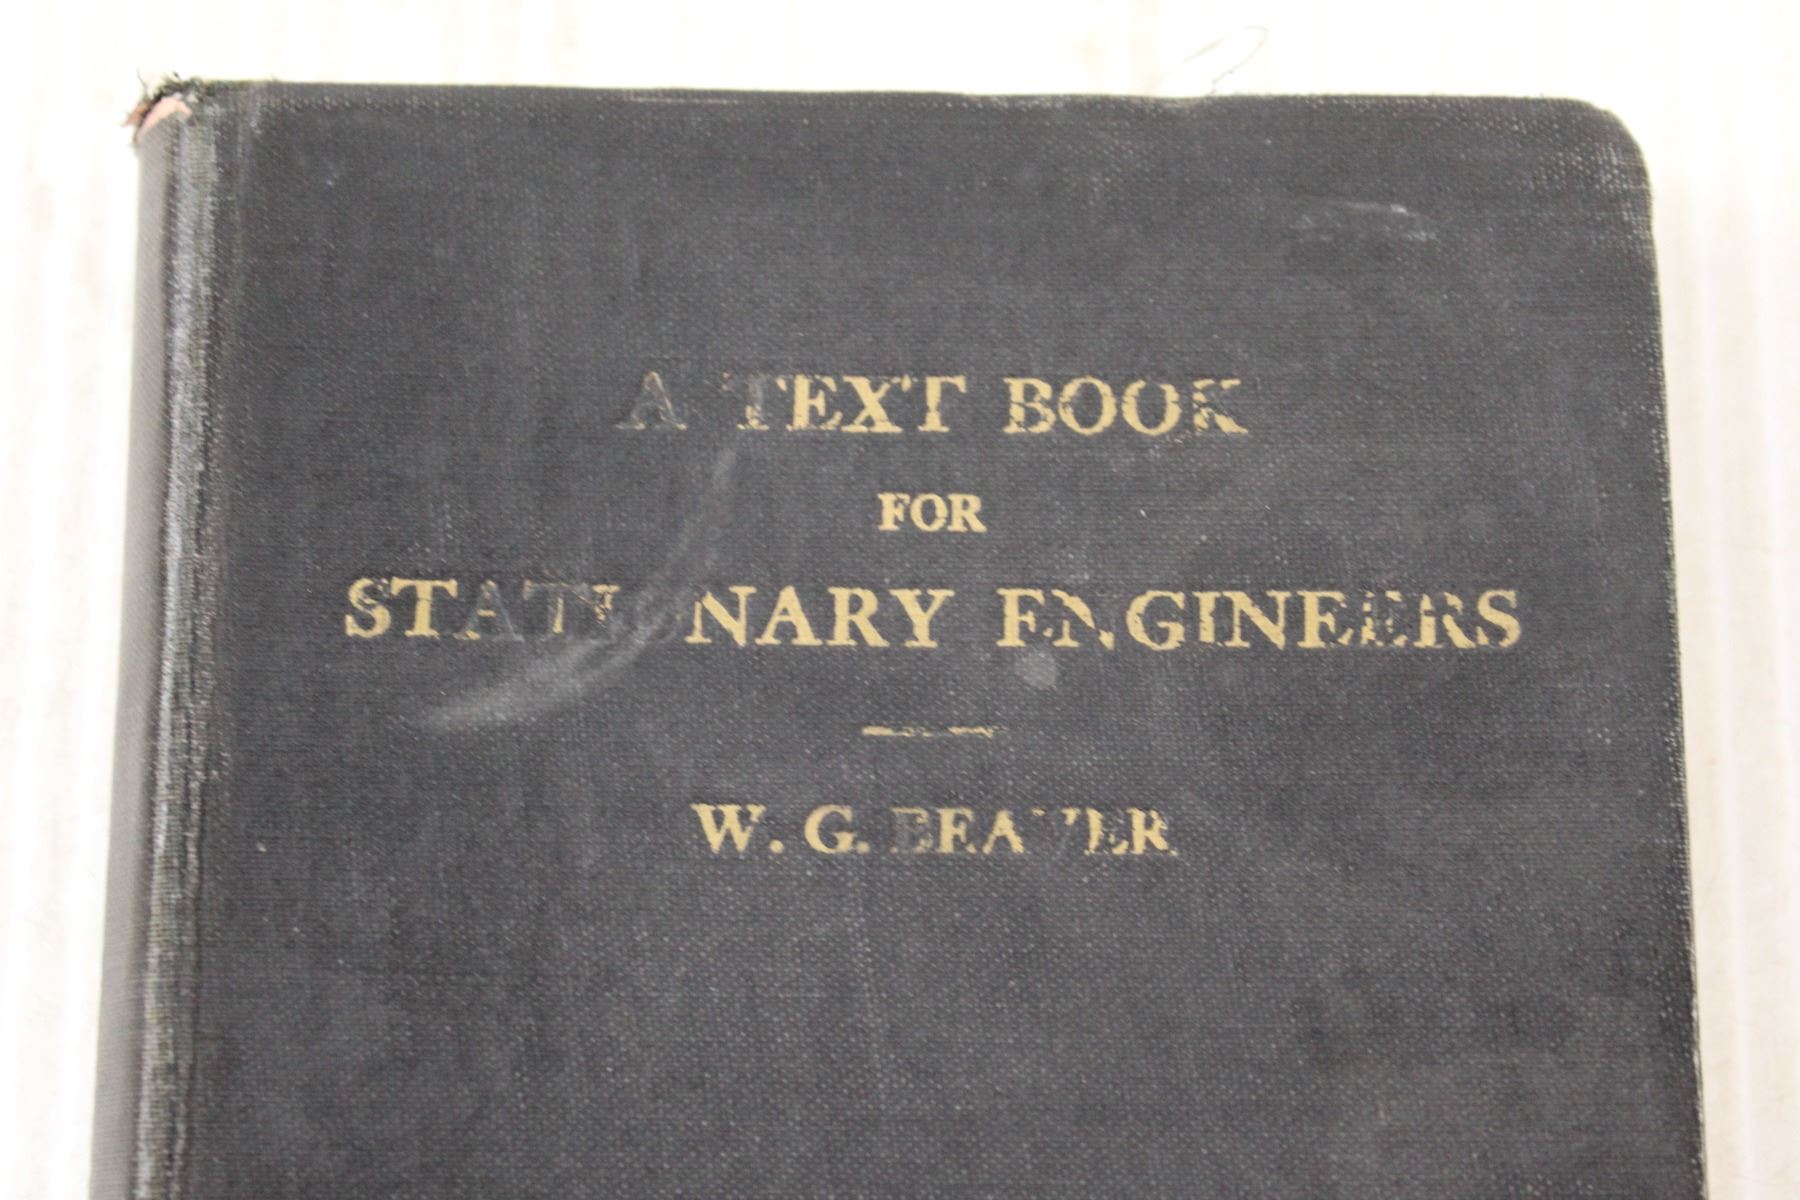 A TEXT BOOK
FOR
STATIONARY ENGINEERS
W. G. BEAVER